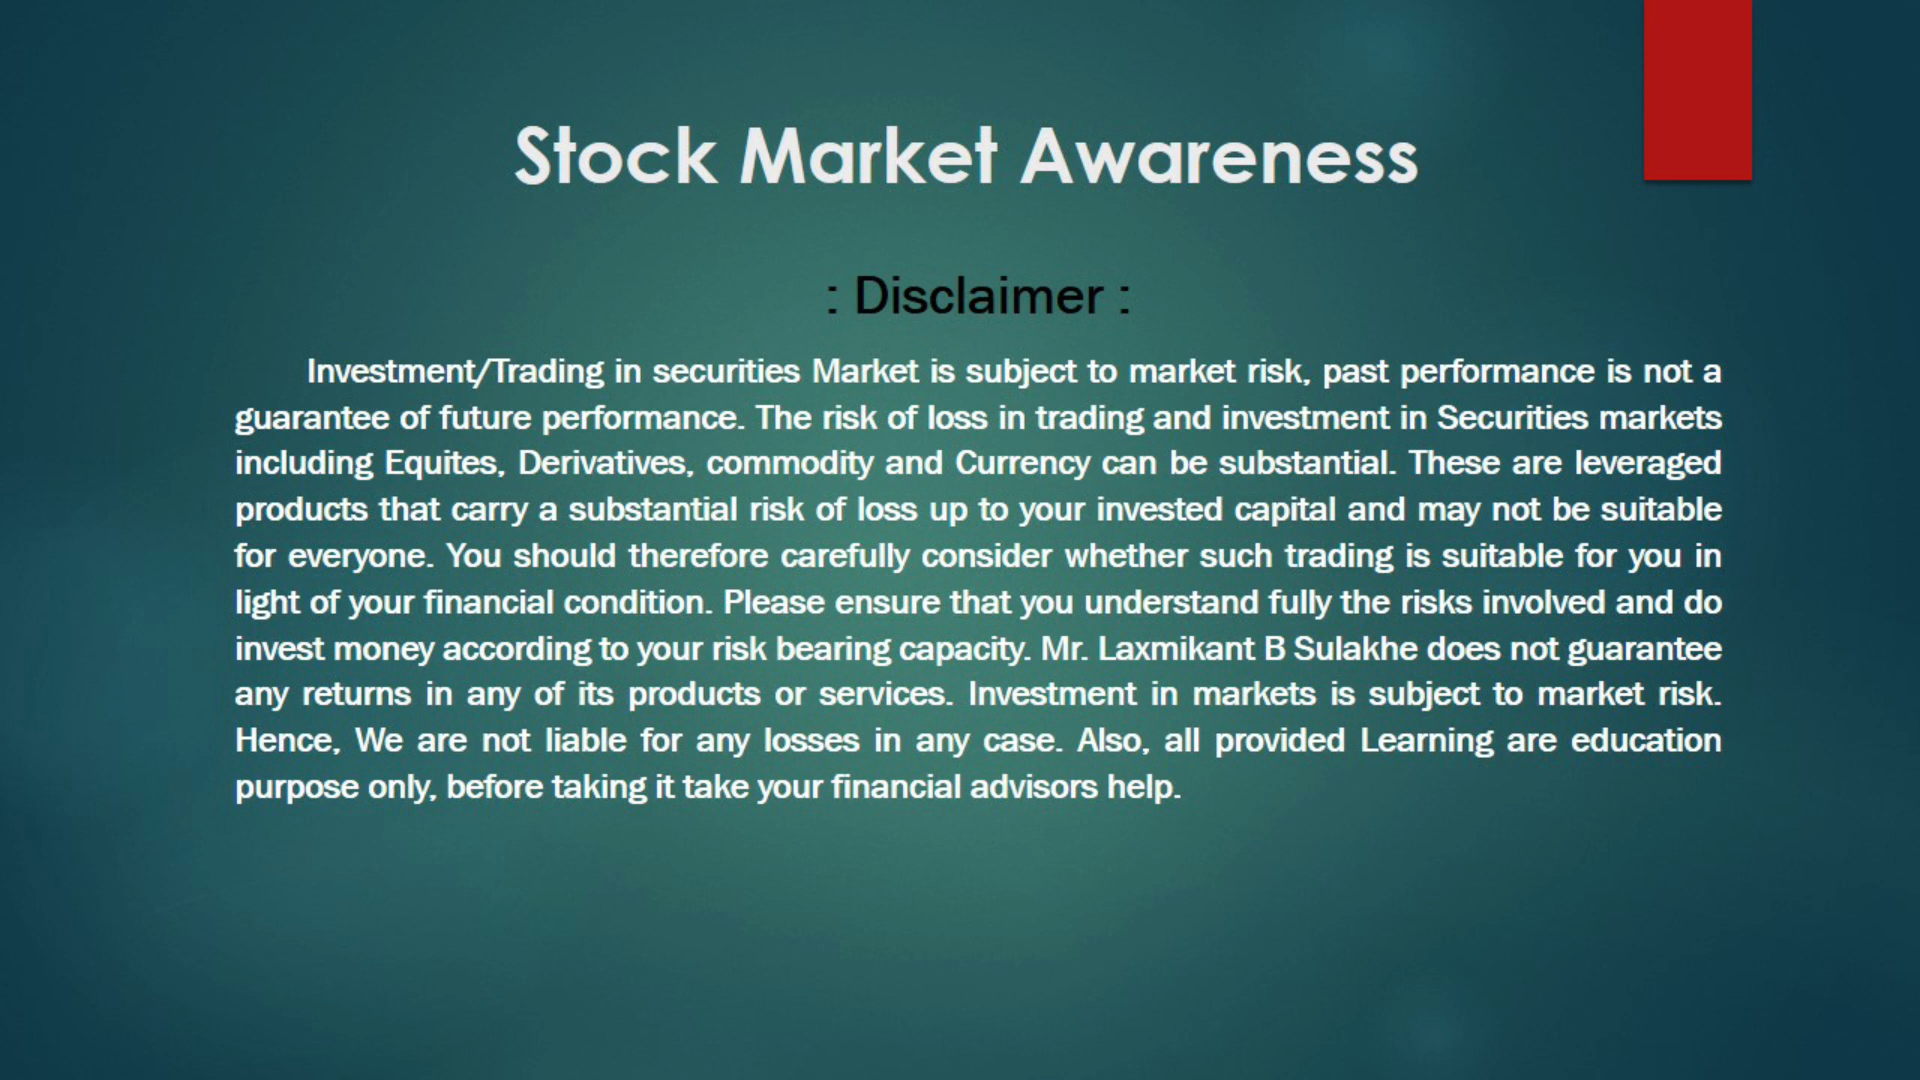 Stock Market Awareness
: Disclaimer :
Investment/Trading in securities Market is subject to market risk, past performance is not a
guarantee of future performance. The risk of loss in trading and investment in Securities markets
including Equites, Derivatives, commodity and Currency can be substantial. These are leveraged
products that carry a substantial risk of loss up to your invested capital and may not be suitable
for everyone. You should therefore carefully consider whether such trading is suitable for you in
light of your financial condition. Please ensure that you understand fully the risks involved and do
invest money according to your risk bearing capacity. Mr. Laxmikant B Sulakhe does not guarantee
any returns in any of its products or services. Investment in markets is subject to market risk.
Hence, We are not liable for any losses in any case. Also, all provided Learning are education
purpose only, before taking it take your financial advisors help.